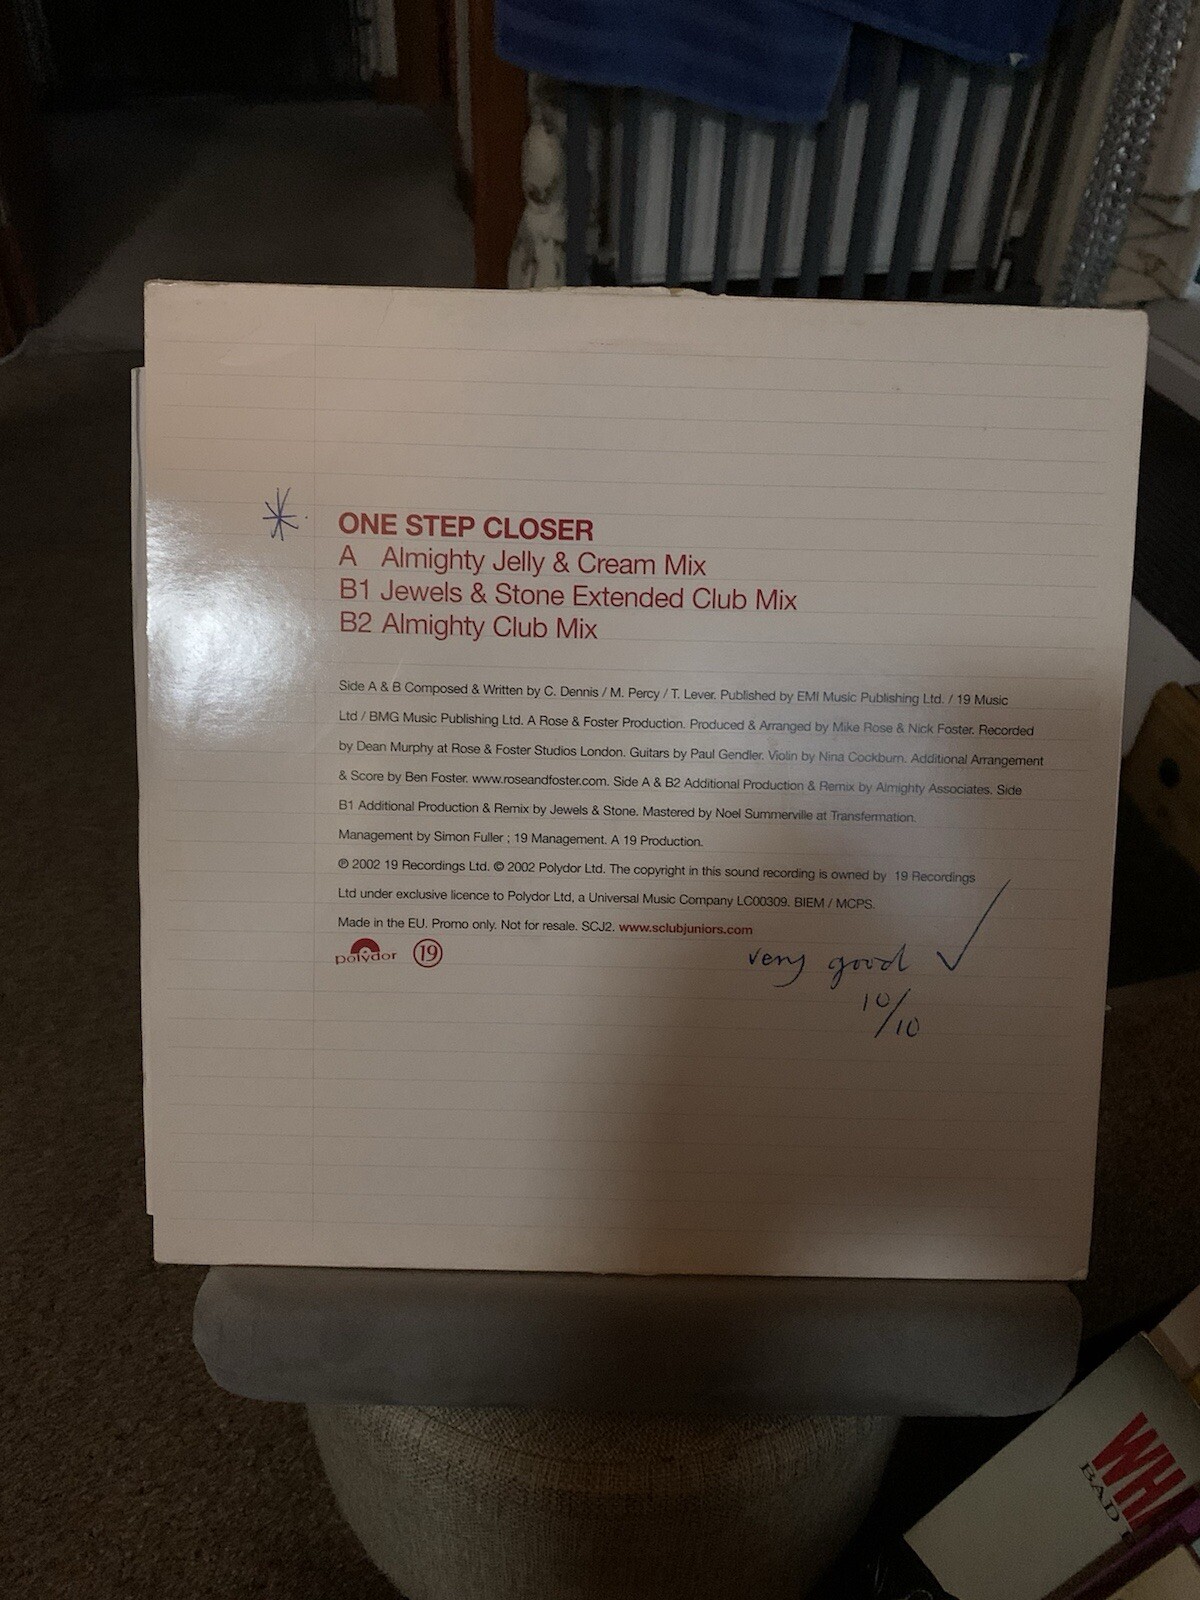 ONE STEP CLOSER
A Almighty Jelly & Cream Mix
B1 Jewels & Stone Extended Club Mix
B2 Almighty Club Mix
Side A & B Composed & Written by C. Dennis / M. Percy / T. Lever. Published by EMI Music Publishing Ltd. / 19 Music
Ltd / BMG Music Publishing Ltd. A Rose & Foster Production. Produced & Arranged by Mike Rose & Nick Foster. Recorded
by Dean Murphy at Rose & Foster Studios London. Guitars by Paul Gendler. Violin by Nina Cockburn. Additional Arrangement
& Score by Ben Foster. www.roseandfoster.com. Side A & B2 Additional Production & Remix by Almighty Associates. Side
B1 Additional Production & Remix by Jewels & Stone. Mastered by Noel Summerville at Transfermation.
Management by Simon Fuller ; 19 Management. A 19 Production.
℗ 2002 19 Recordings Ltd. © 2002 Polydor Ltd. The copyright in this sound recording is owned by 19 Recordings
Ltd under exclusive licence to Polydor Ltd, a Universal Music Company LC00309. BIEM / MCPS.
Made in the EU. Promo only. Not for resale. SCJ2. www.sclubjuniors.com
polydor 19
very good ✓
10/10
WH
BAD